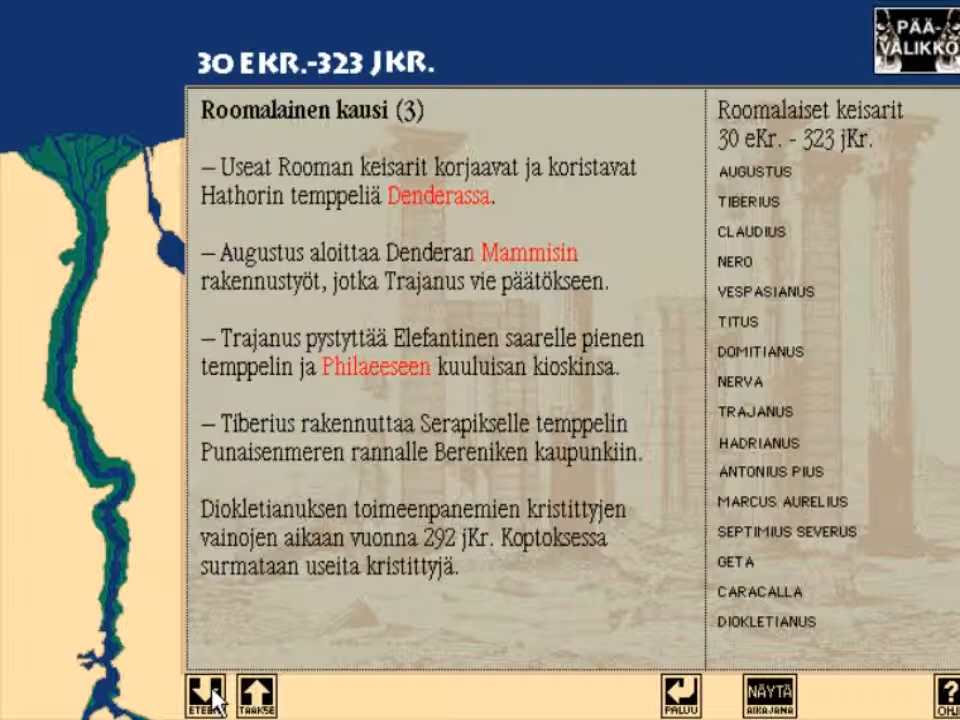 PÄÄ-
VALIKKO
30 EKR.-323 JKR.
Roomalainen kausi (3)
– Useat Rooman keisarit korjaavat ja koristavat
Hathorin temppeliä Denderassa.
– Augustus aloittaa Denderan Mammisin
rakennustyöt, jotka Trajanus vie päätökseen.
– Trajanus pystyttää Elefantinen saarelle pienen
temppelin ja Philaeeseen kuuluisan kioskinsa.
– Tiberius rakennuttaa Serapikselle temppelin
Punaisenmeren rannalle Bereniken kaupunkiin.
Diokletianuksen toimeenpanemien kristittyjen
vainojen aikaan vuonna 292 jKr. Koptoksessa
surmataan useita kristittyjä.
Roomalaiset keisarit
30 eKr. - 323 jKr.
AUGUSTUS
TIBERIUS
CLAUDIUS
NERO
VESPASIANUS
TITUS
DOMITIANUS
NERVA
TRAJANUS
HADRIANUS
ANTONIUS PIUS
MARCUS AURELIUS
SEPTIMIUS SEVERUS
GETA
CARACALLA
DIOKLETIANUS
TAAKSE
PALUU
NÄYTÄ
AIKAJANA
?